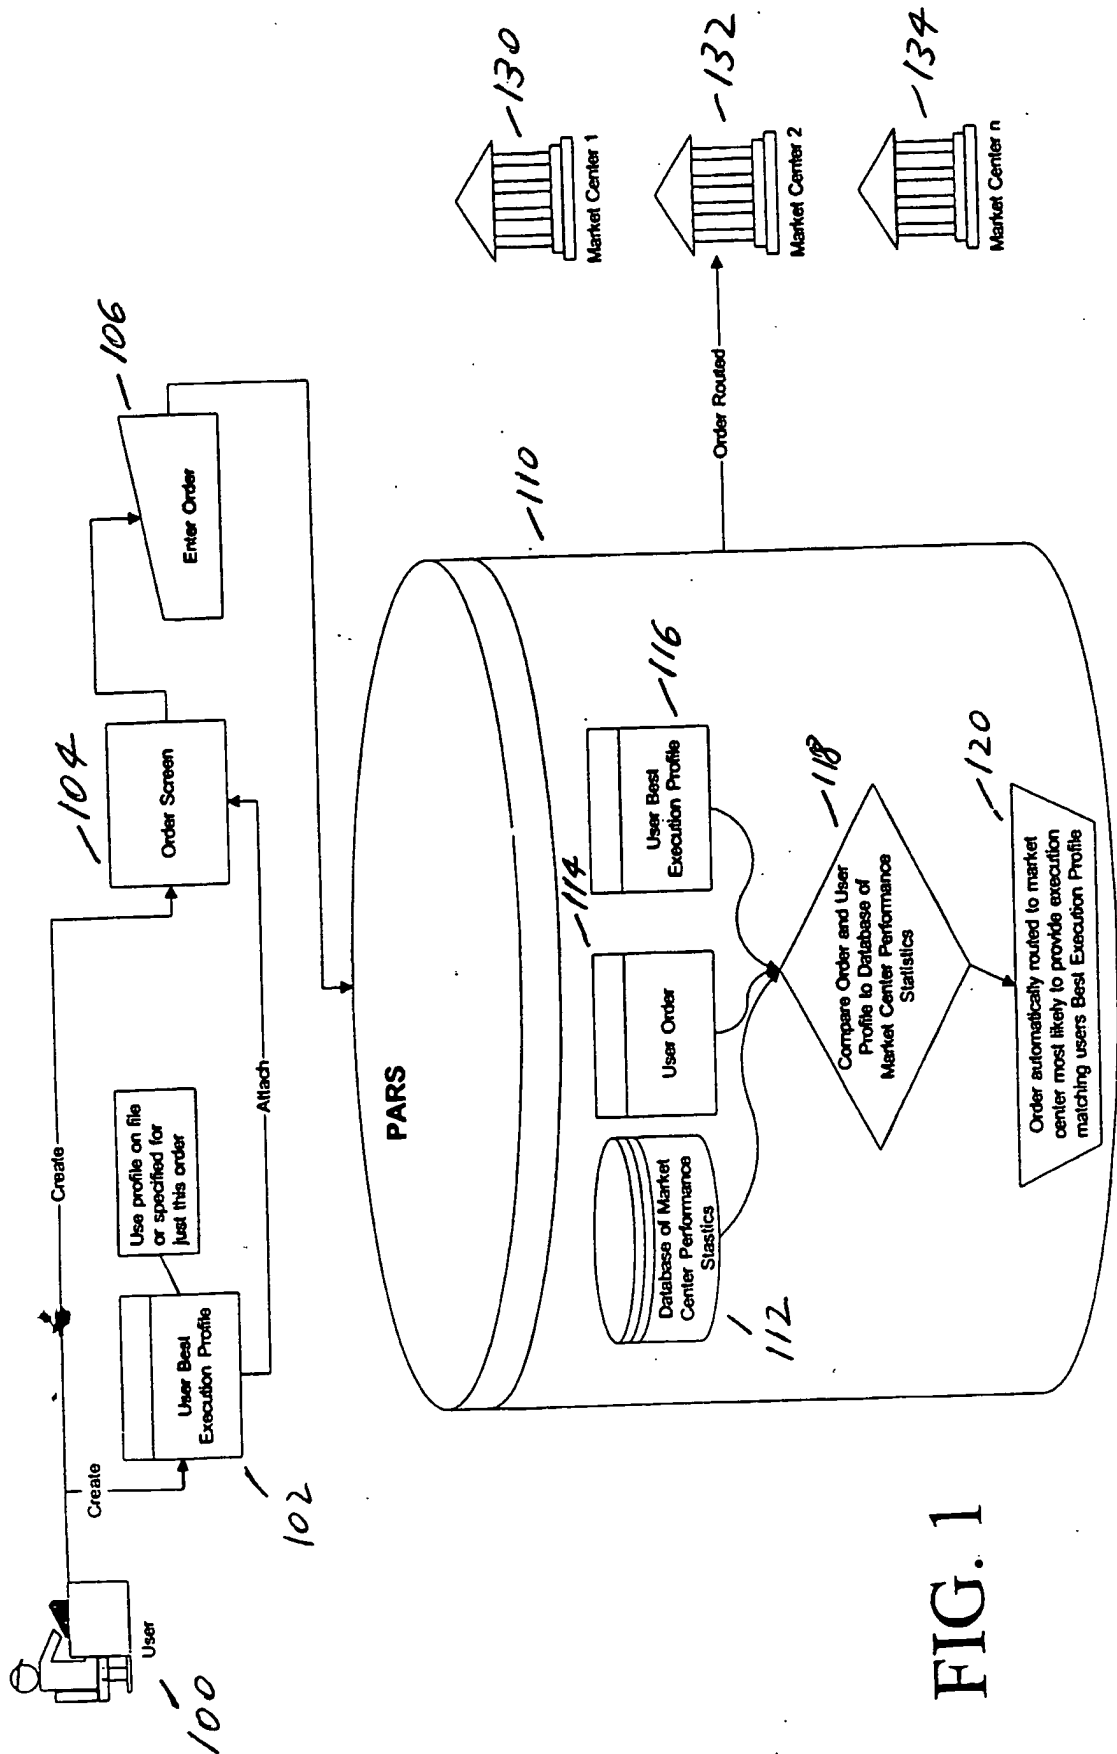 User
100
Create
Create
User Best
Execution Profile
102
Use profile on file
or specified for
just this order
Attach
Order Screen
104
Enter Order
106
PARS
110
Database of Market
Center Performance
Stastics
112
User Order
114
User Best
Execution Profile
116
Compare Order and User
Profile to Database of
Market Center Performance
Statistics
118
Order automatically routed to market
center most likely to provide execution
matching users Best Execution Profile
120
Order Routed
Market Center 1
130
Market Center 2
132
Market Center n
134
FIG. 1